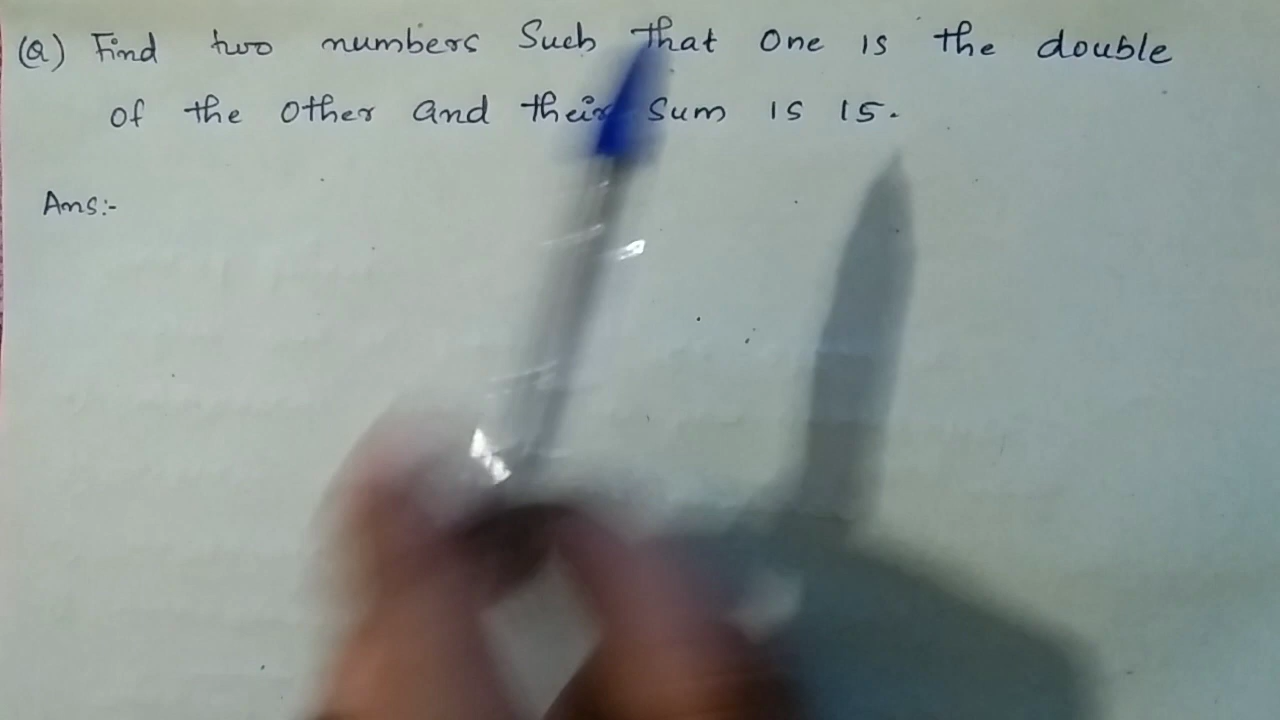 (Q) Find two numbers Such that one is the double
of the other and their sum is 15.
Ans:-